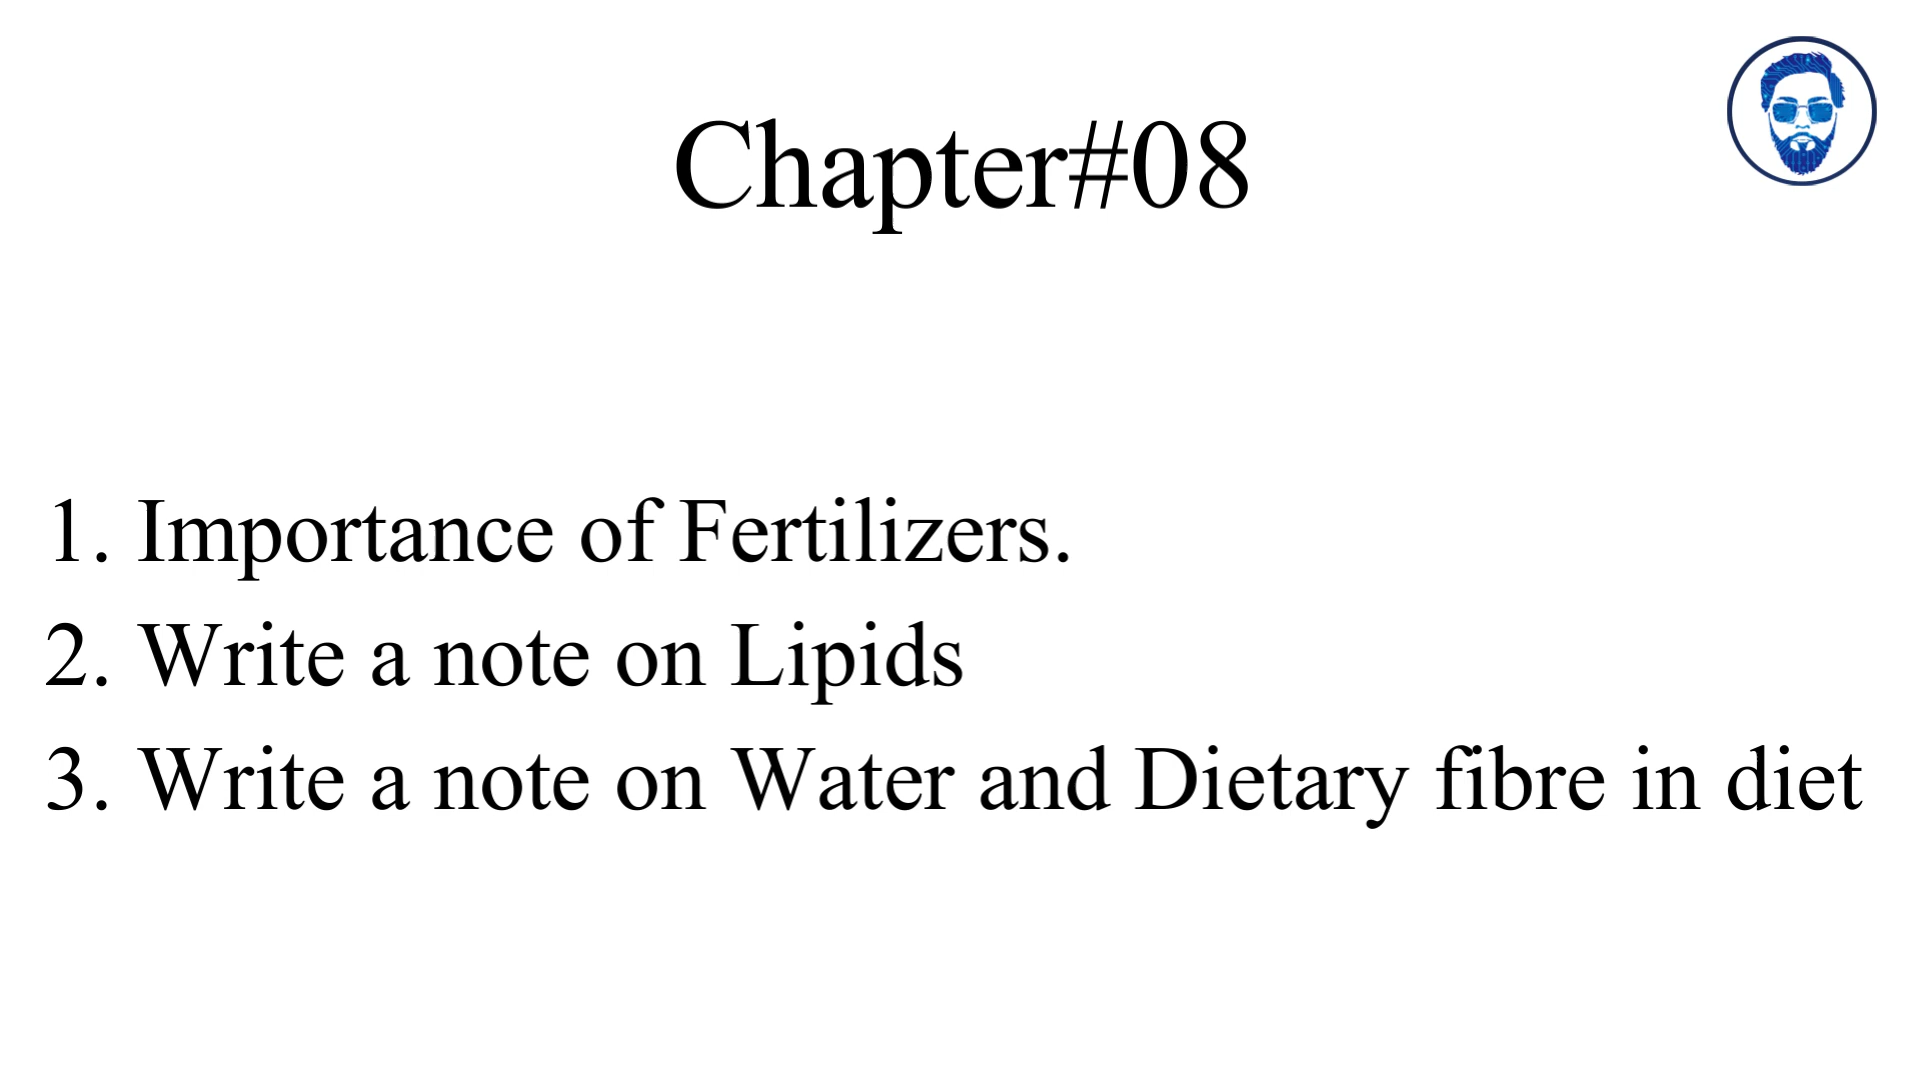 Chapter#08
1. Importance of Fertilizers.
2. Write a note on Lipids
3. Write a note on Water and Dietary fibre in diet